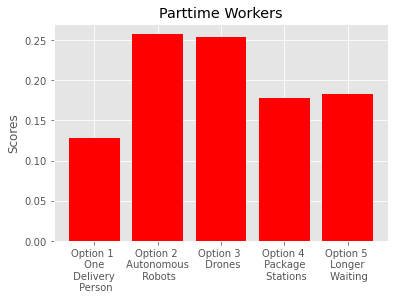 Parttime Workers
Scores
0.25
0.20
0.15
0.10
0.05
0.00
Option 1
One
Delivery
Person
Option 2
Autonomous
Robots
Option 3
Drones
Option 4
Package
Stations
Option 5
Longer
Waiting